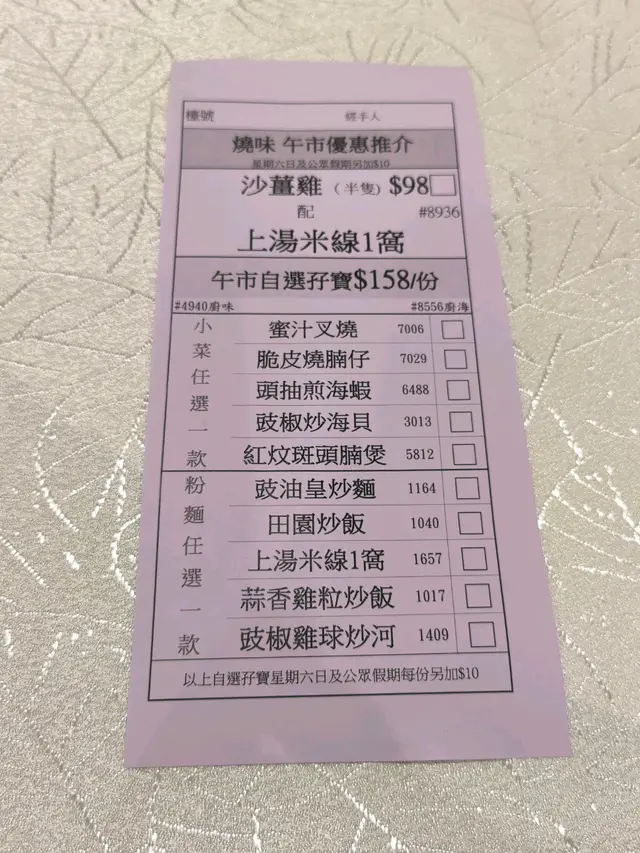 檯號 經手人
燒味 午市優惠推介
星期六日及公眾假期另加$10
沙薑雞 (半隻) $98
配 #8936
上湯米線1窩
午市自選孖寶$158/份
#4940廚味 #8556廚海
小菜任選一款
蜜汁叉燒 7006
脆皮燒腩仔 7029
頭抽煎海蝦 6488
豉椒炒海貝 3013
紅炆斑頭腩煲 5812
粉麵任選一款
豉油皇炒麵 1164
田園炒飯 1040
上湯米線1窩 1657
蒜香雞粒炒飯 1017
豉椒雞球炒河 1409
以上自選孖寶星期六日及公眾假期每份另加$10